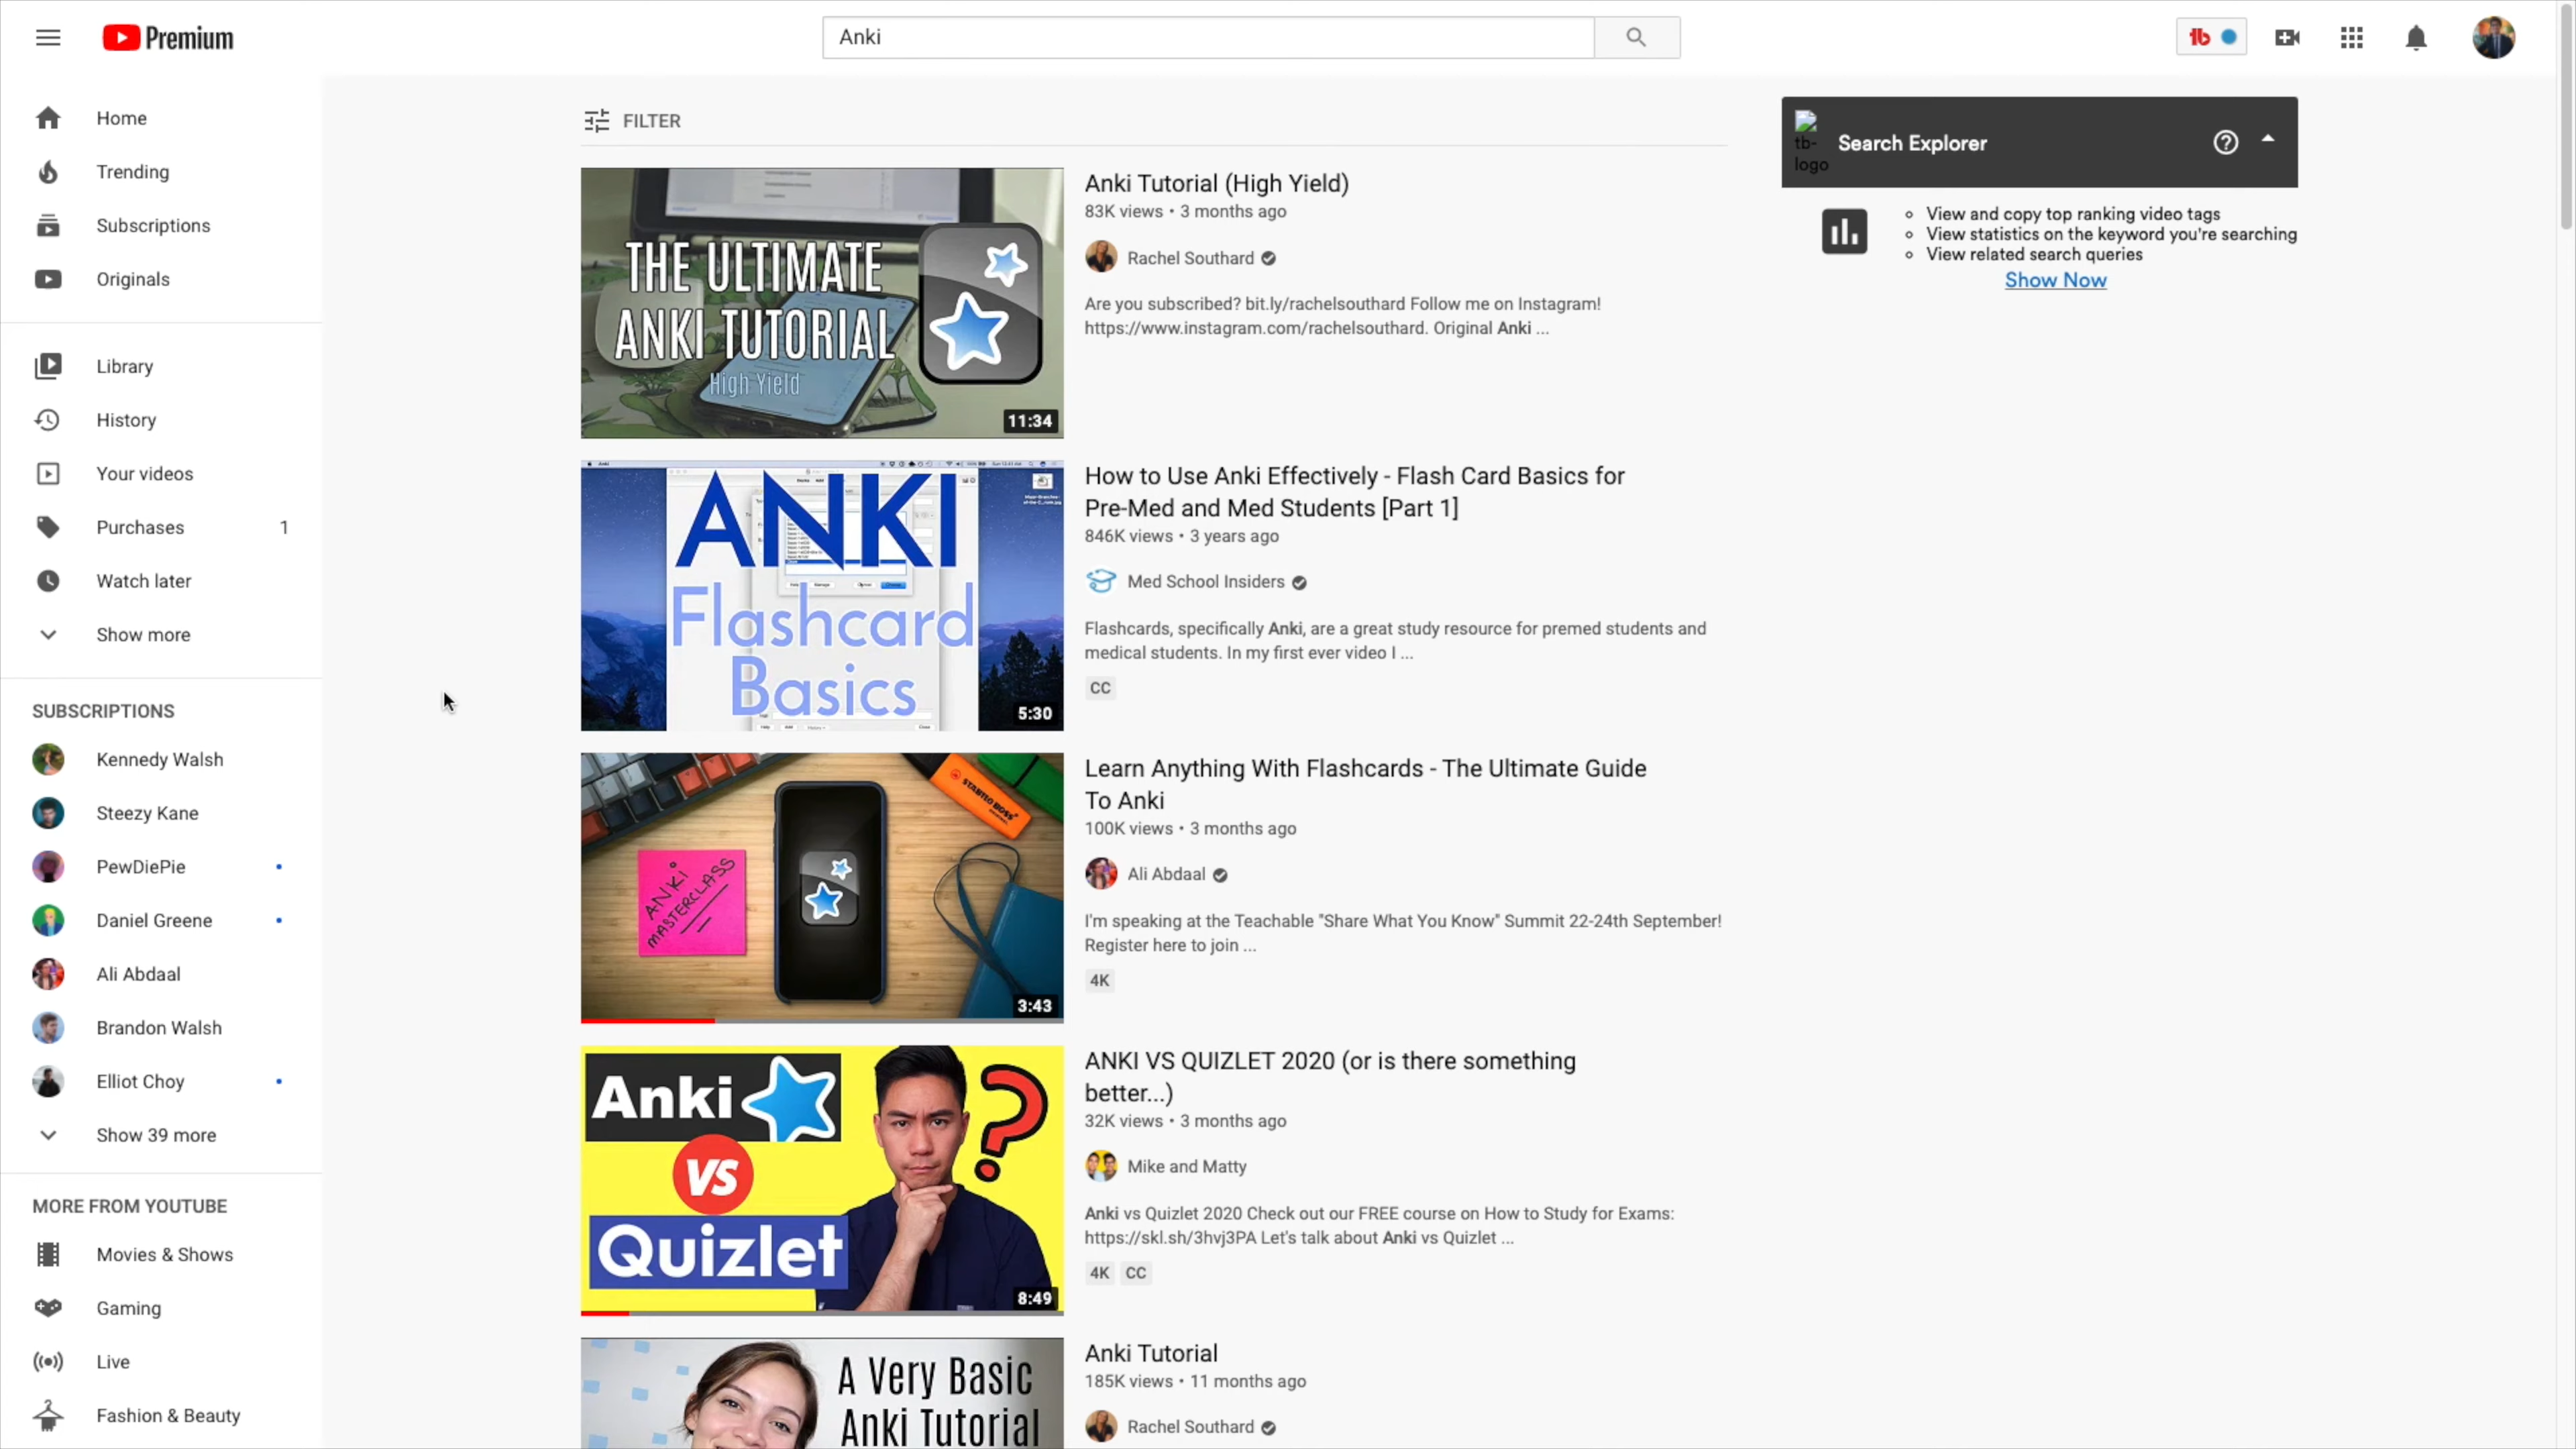 Premium
Anki
tb
Home
Trending
Subscriptions
Originals
Library
History
Your videos
Purchases 1
Watch later
Show more
SUBSCRIPTIONS
Kennedy Walsh
Steezy Kane
PewDiePie
Daniel Greene
Ali Abdaal
Brandon Walsh
Elliot Choy
Show 39 more
MORE FROM YOUTUBE
Movies & Shows
Gaming
Live
Fashion & Beauty
FILTER
THE ULTIMATE
ANKI TUTORIAL
High Yield
11:34
Anki Tutorial (High Yield)
83K views • 3 months ago
Rachel Southard
Are you subscribed? bit.ly/rachelsouthard Follow me on Instagram!
https://www.instagram.com/rachelsouthard. Original Anki ...
ANKI
Flashcard
Basics
5:30
How to Use Anki Effectively - Flash Card Basics for
Pre-Med and Med Students [Part 1]
846K views • 3 years ago
Med School Insiders
Flashcards, specifically Anki, are a great study resource for premed students and
medical students. In my first ever video I ...
CC
ANKI
MASTERCLASS
STABILO BOSS
3:43
Learn Anything With Flashcards - The Ultimate Guide
To Anki
100K views • 3 months ago
Ali Abdaal
I'm speaking at the Teachable "Share What You Know" Summit 22-24th September!
Register here to join ...
4K
Anki
VS
Quizlet
?
8:49
ANKI VS QUIZLET 2020 (or is there something
better...)
32K views • 3 months ago
Mike and Matty
Anki vs Quizlet 2020 Check out our FREE course on How to Study for Exams:
https://skl.sh/3hvj3PA Let's talk about Anki vs Quizlet ...
4K CC
A Very Basic
Anki Tutorial
Anki Tutorial
185K views • 11 months ago
Rachel Southard
tb-
logo
Search Explorer
View and copy top ranking video tags
View statistics on the keyword you're searching
View related search queries
Show Now